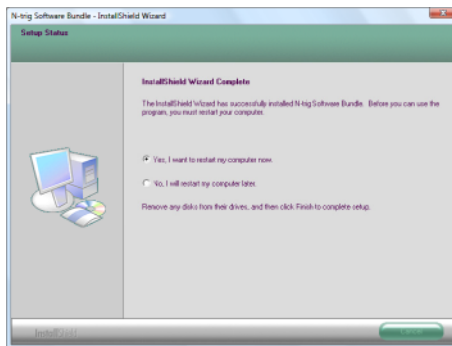 N-trig Software Bundle - InstallShield Wizard
Setup Status
InstallShield Wizard Complete
The InstallShield Wizard has successfully installed N-trig Software Bundle. Before you can use the
program, you must restart your computer.
Yes, I want to restart my computer now.
No, I will restart my computer later.
Remove any disks from their drives, and then click Finish to complete setup.
InstallShield